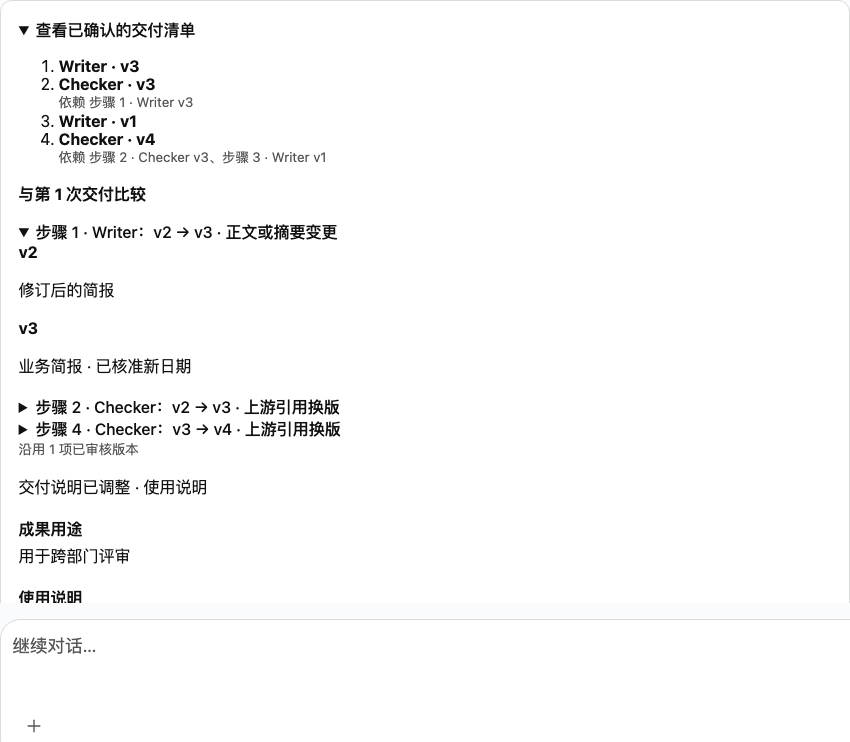 ▼ 查看已确认的交付清单
1. Writer · v3
2. Checker · v3
依赖 步骤 1 · Writer v3
3. Writer · v1
4. Checker · v4
依赖 步骤 2 · Checker v3、步骤 3 · Writer v1
与第 1 次交付比较
▼ 步骤 1 · Writer：v2 → v3 · 正文或摘要变更
v2
修订后的简报
v3
业务简报 · 已核准新日期
▶ 步骤 2 · Checker：v2 → v3 · 上游引用换版
▶ 步骤 4 · Checker：v3 → v4 · 上游引用换版
沿用 1 项已审核版本
交付说明已调整 · 使用说明
成果用途
用于跨部门评审
使用说明
继续对话...
+